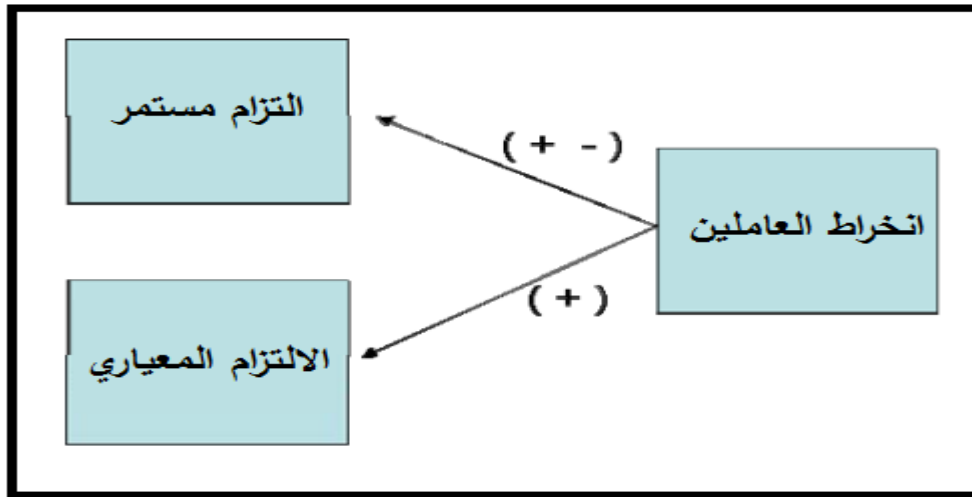 التزام مستمر
( + - )
انخراط العاملين
( + )
الالتزام المعياري